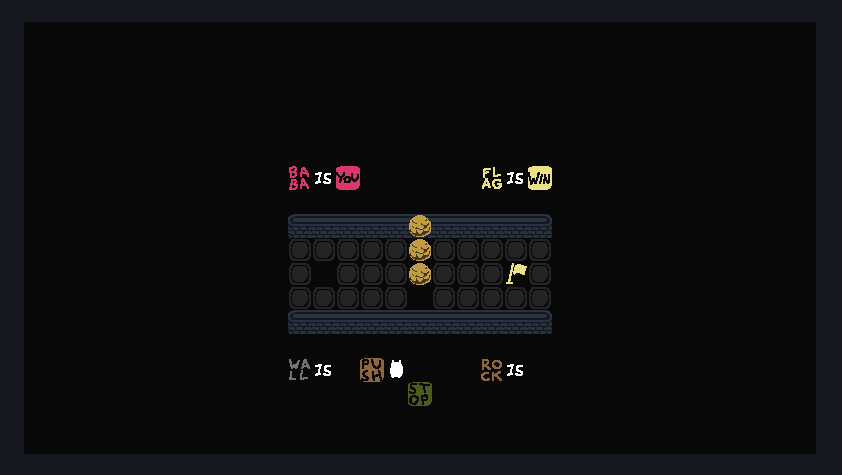 BABA IS YOU
FLAG IS WIN
WALL IS PUSH
ROCK IS
STOP